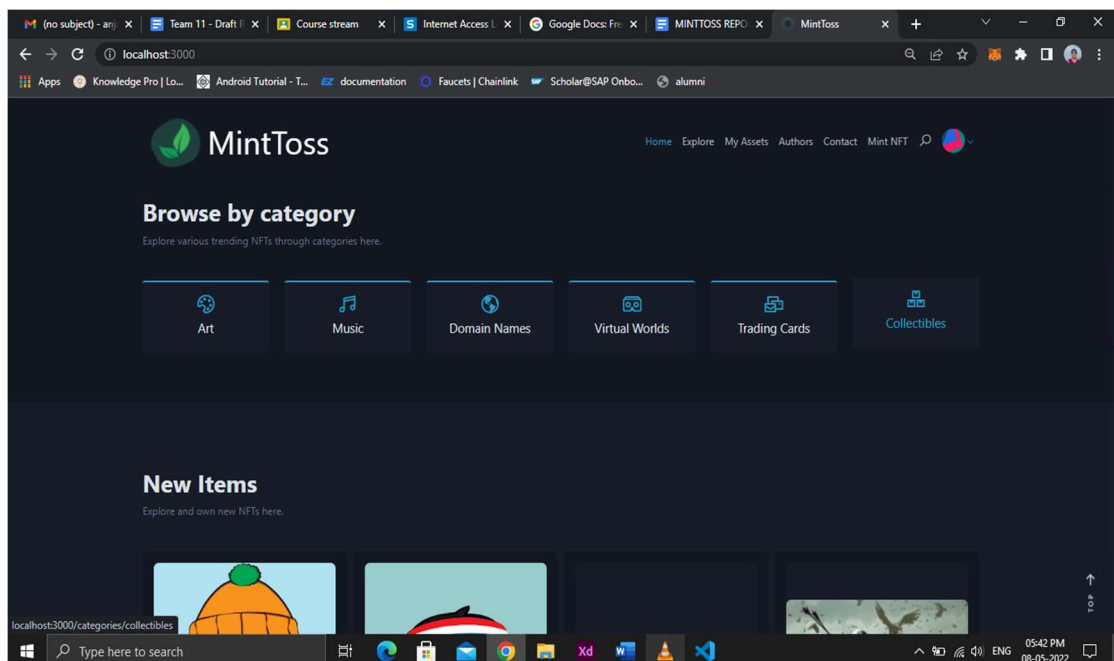 (no subject) - anj
Team 11 - Draft R
Course stream
Internet Access L
Google Docs: Fre
MINTTOSS REPO
MintToss
localhost:3000
Apps
Knowledge Pro | Lo...
Android Tutorial - T...
EZ documentation
Faucets | Chainlink
Scholar@SAP Onbo...
alumni
MintToss
Home Explore My Assets Authors Contact Mint NFT
Browse by category
Explore various trending NFTs through categories here.
Art Music Domain Names Virtual Worlds Trading Cards Collectibles
New Items
Explore and own new NFTs here.
TOP
localhost:3000/categories/collectibles
Type here to search
Xd
ENG
05:42 PM
08-05-2022